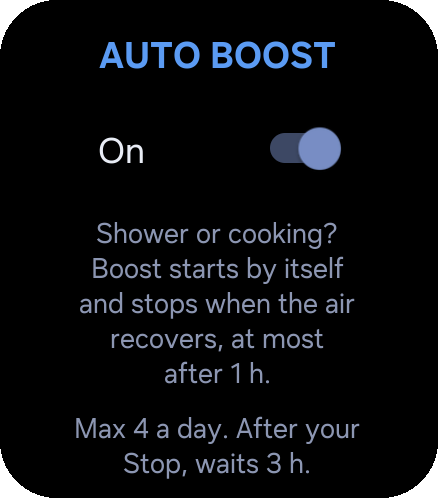 AUTO BOOST
On
Shower or cooking?
Boost starts by itself
and stops when the air
recovers, at most
after 1 h.
Max 4 a day. After your
Stop, waits 3 h.